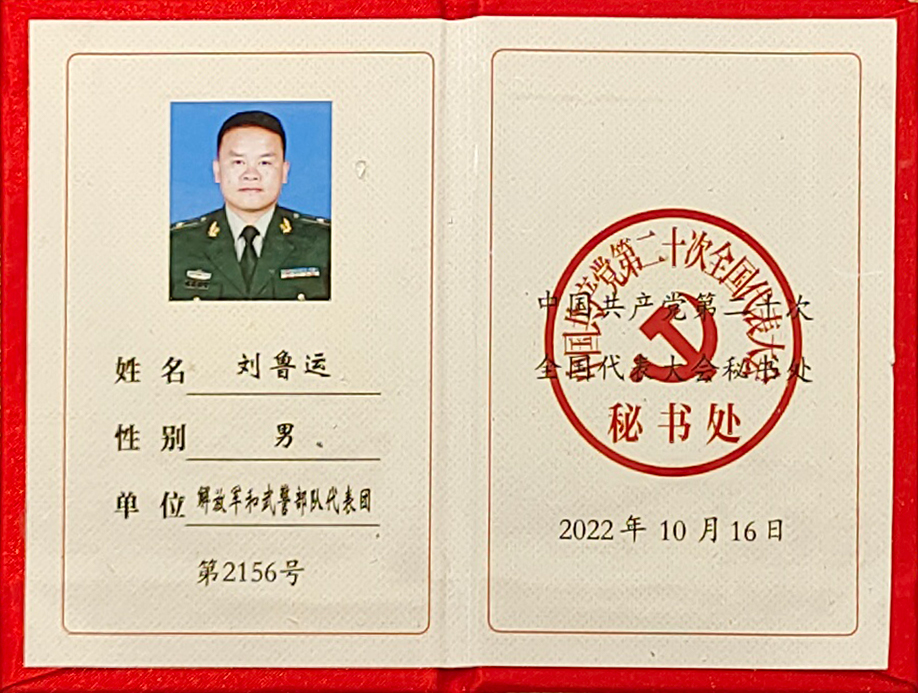 姓名 刘鲁运
性别 男
单位 解放军和武警部队代表团
第2156号
中国共产党第二十次全国代表大会
中国共产党第二十次
全国代表大会秘书处
秘书处
2022年10月16日